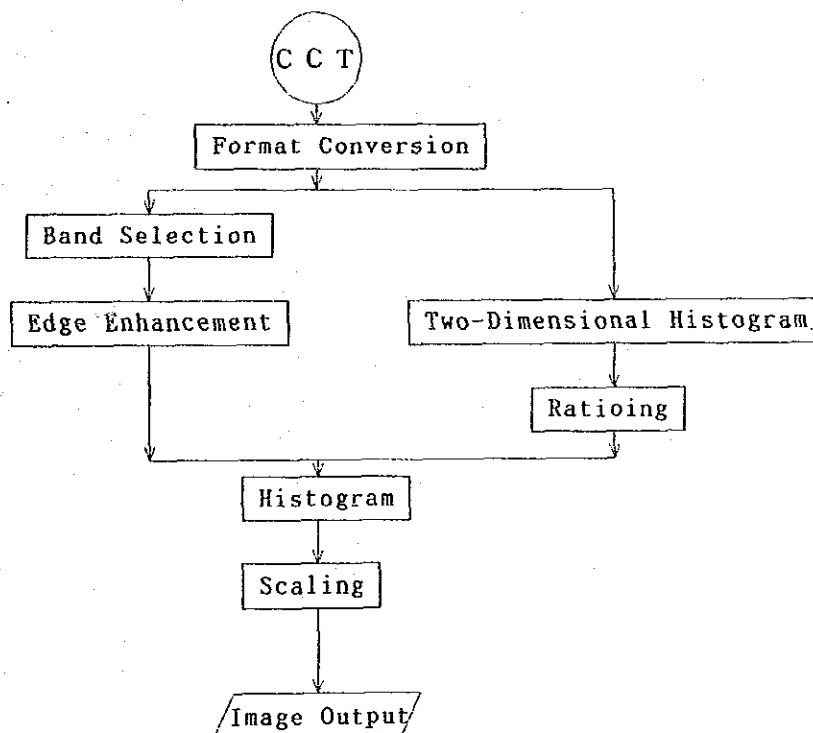 C C T
Format Conversion
Band Selection
Edge Enhancement
Two-Dimensional Histogram
Ratioing
Histogram
Scaling
Image Output